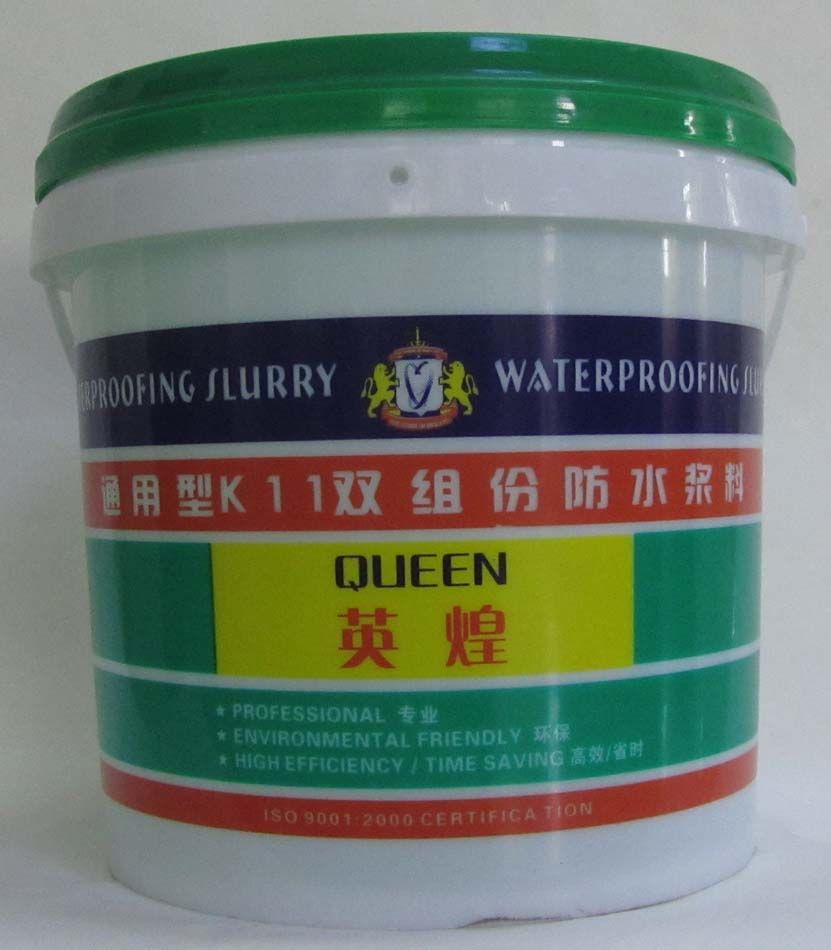 SLURRY WATERPROOFING
通用型K11双组份防水浆料
QUEEN
英煌
★ PROFESSIONAL 专业
★ ENVIRONMENTAL FRIENDLY 环保
★ HIGH EFFICIENCY / TIME SAVING 高效/省时
ISO 9001:2000 CERTIFICATION